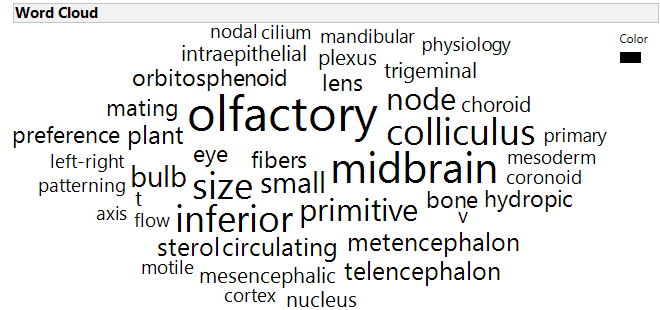 Word Cloud
Color
nodal cilium mandibular
physiology
intraepithelial plexus
trigeminal
orbitosphenoid lens
mating olfactory node choroid
preference plant colliculus primary
left-right eye fibers midbrain mesoderm
patterning bulb size small coronoid
t bone hydropic
axis flow inferior primitive v
sterol circulating metencephalon
motile mesencephalic telencephalon
cortex nucleus